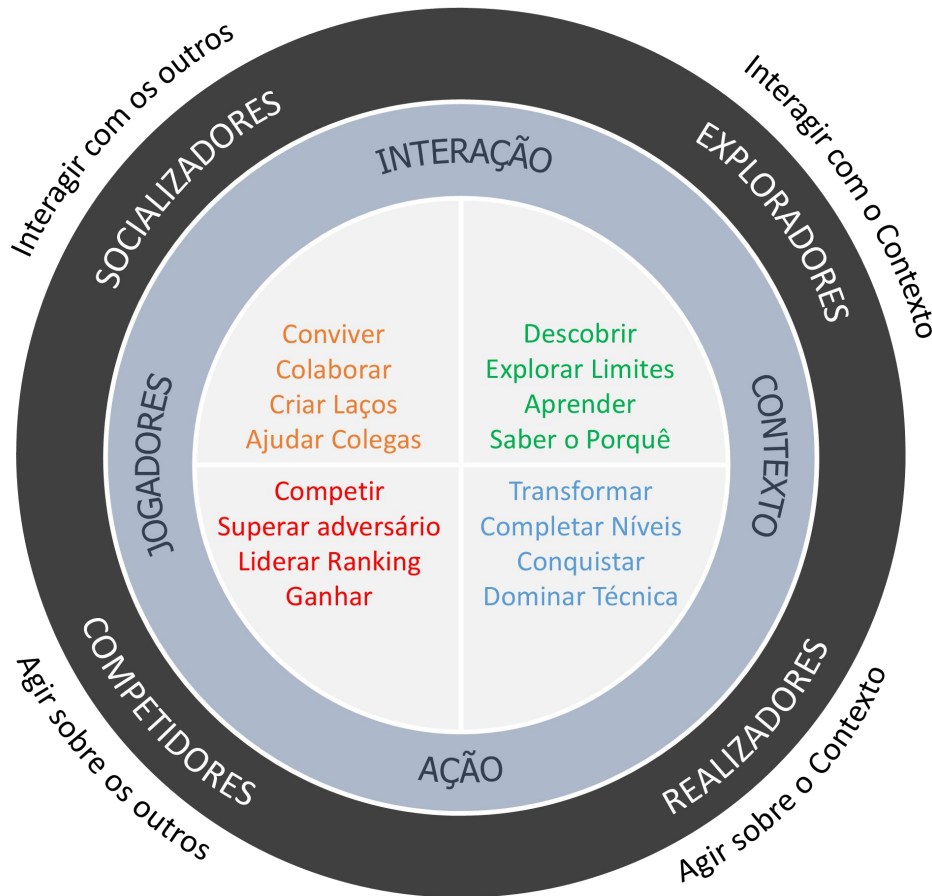 Interagir com os outros
Interagir com o Contexto
SOCIALIZADORES
EXPLORADORES
INTERAÇÃO
JOGADORES
CONTEXTO
Conviver
Colaborar
Criar Laços
Ajudar Colegas
Descobrir
Explorar Limites
Aprender
Saber o Porquê
Competir
Superar adversário
Liderar Ranking
Ganhar
Transformar
Completar Níveis
Conquistar
Dominar Técnica
AÇÃO
COMPETIDORES
REALIZADORES
Agir sobre os outros
Agir sobre o Contexto